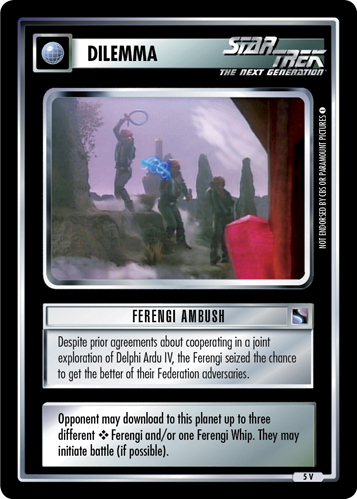 DILEMMA
STAR TREK
THE NEXT GENERATION
NOT ENDORSED BY CBS OR PARAMOUNT PICTURES
FERENGI AMBUSH
Despite prior agreements about cooperating in a joint
exploration of Delphi Ardu IV, the Ferengi seized the chance
to get the better of their Federation adversaries.
Opponent may download to this planet up to three
different ❖ Ferengi and/or one Ferengi Whip. They may
initiate battle (if possible).
5 V